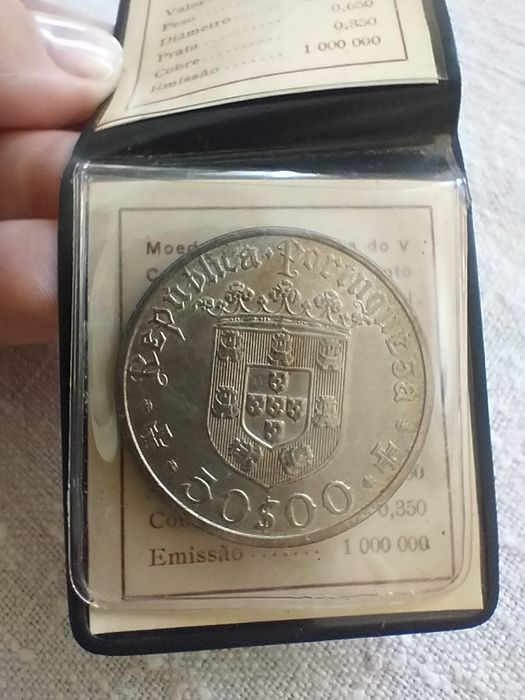 Valor
Peso ........
Diâmetro ........ 0,650
Prata ........ 0,350
Cobre ........ 1 000 000
Emissão ........
Moed do V
República · Portuguesa
50$00
0,350
Emissão ........ 1 000 000